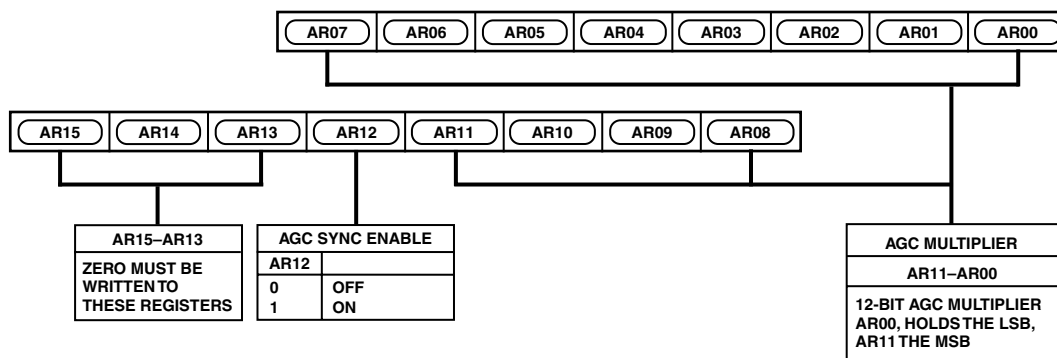 AR07 AR06 AR05 AR04 AR03 AR02 AR01 AR00
AR15 AR14 AR13 AR12 AR11 AR10 AR09 AR08
AR15–AR13
ZERO MUST BE
WRITTEN TO
THESE REGISTERS
AGC SYNC ENABLE
AR12
0 OFF
1 ON
AGC MULTIPLIER
AR11–AR00
12-BIT AGC MULTIPLIER
AR00, HOLDS THE LSB,
AR11 THE MSB